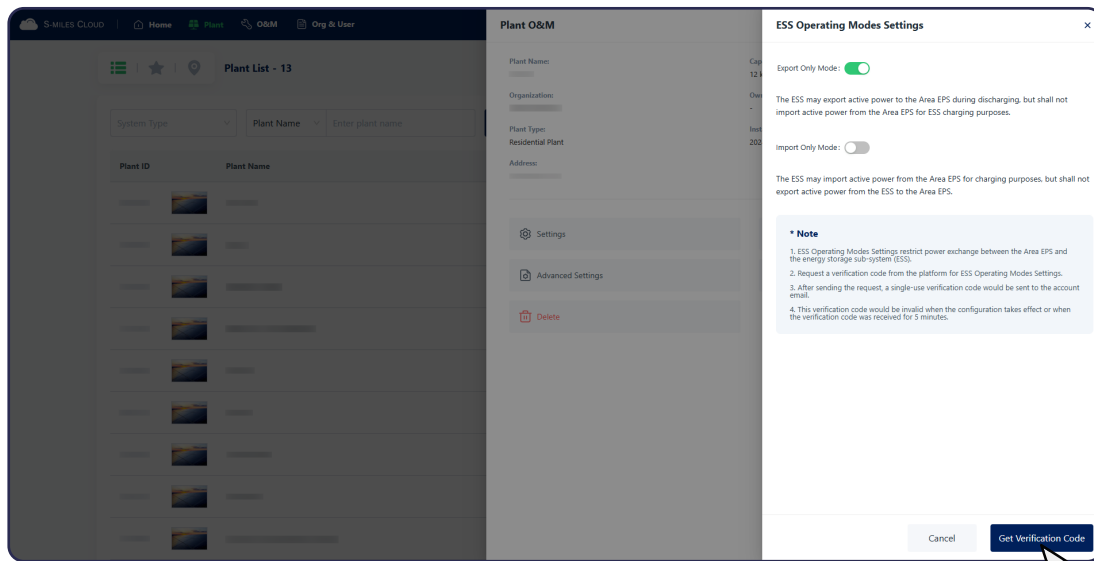 S-MILES CLOUD
Home
Plant
O&M
Org & User
Plant List - 13
System Type
Plant Name
Enter plant name
Plant ID
Plant Name
Plant O&M
Plant Name:
Cap
12 k
Organization:
Ow
-
Plant Type:
Inst
Residential Plant
202
Address:
Settings
Advanced Settings
Delete
ESS Operating Modes Settings
Export Only Mode:
The ESS may export active power to the Area EPS during discharging, but shall not
import active power from the Area EPS for ESS charging purposes.
Import Only Mode:
The ESS may import active power from the Area EPS for charging purposes, but shall not
export active power from the ESS to the Area EPS.
* Note
1. ESS Operating Modes Settings restrict power exchange between the Area EPS and
the energy storage sub-system (ESS).
2. Request a verification code from the platform for ESS Operating Modes Settings.
3. After sending the request, a single-use verification code would be sent to the account
email.
4. This verification code would be invalid when the configuration takes effect or when
the verification code was received for 5 minutes.
Cancel
Get Verification Code